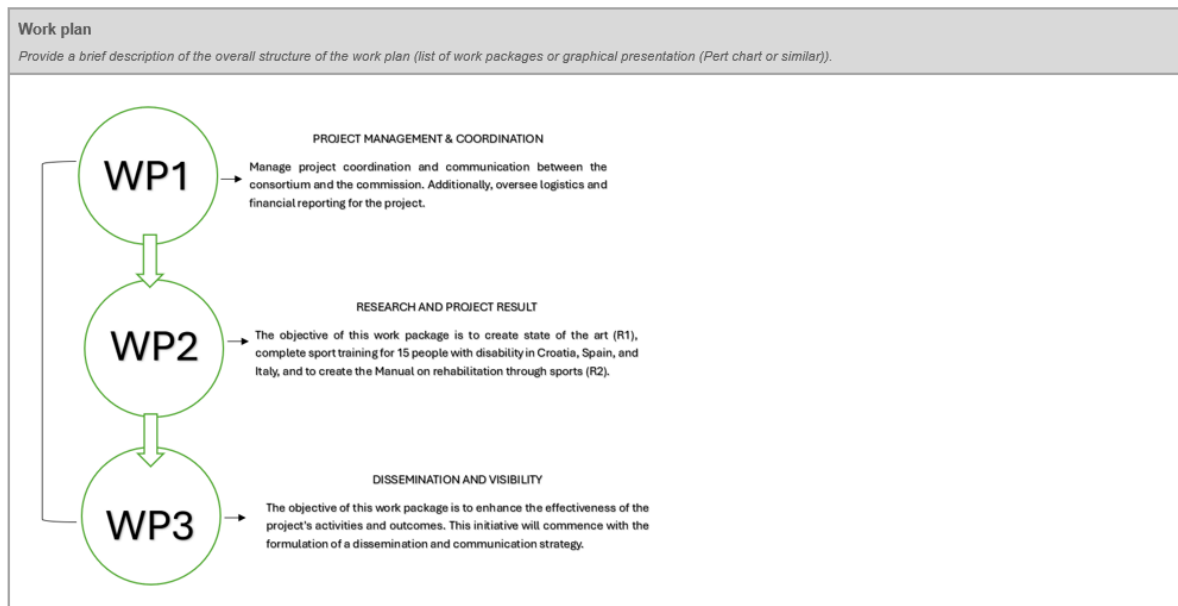 Work plan
Provide a brief description of the overall structure of the work plan (list of work packages or graphical presentation (Pert chart or similar)).
WP1
PROJECT MANAGEMENT & COORDINATION
Manage project coordination and communication between the
consortium and the commission. Additionally, oversee logistics and
financial reporting for the project.
WP2
RESEARCH AND PROJECT RESULT
The objective of this work package is to create state of the art (R1),
complete sport training for 15 people with disability in Croatia, Spain, and
Italy, and to create the Manual on rehabilitation through sports (R2).
WP3
DISSEMINATION AND VISIBILITY
The objective of this work package is to enhance the effectiveness of the
project's activities and outcomes. This initiative will commence with the
formulation of a dissemination and communication strategy.